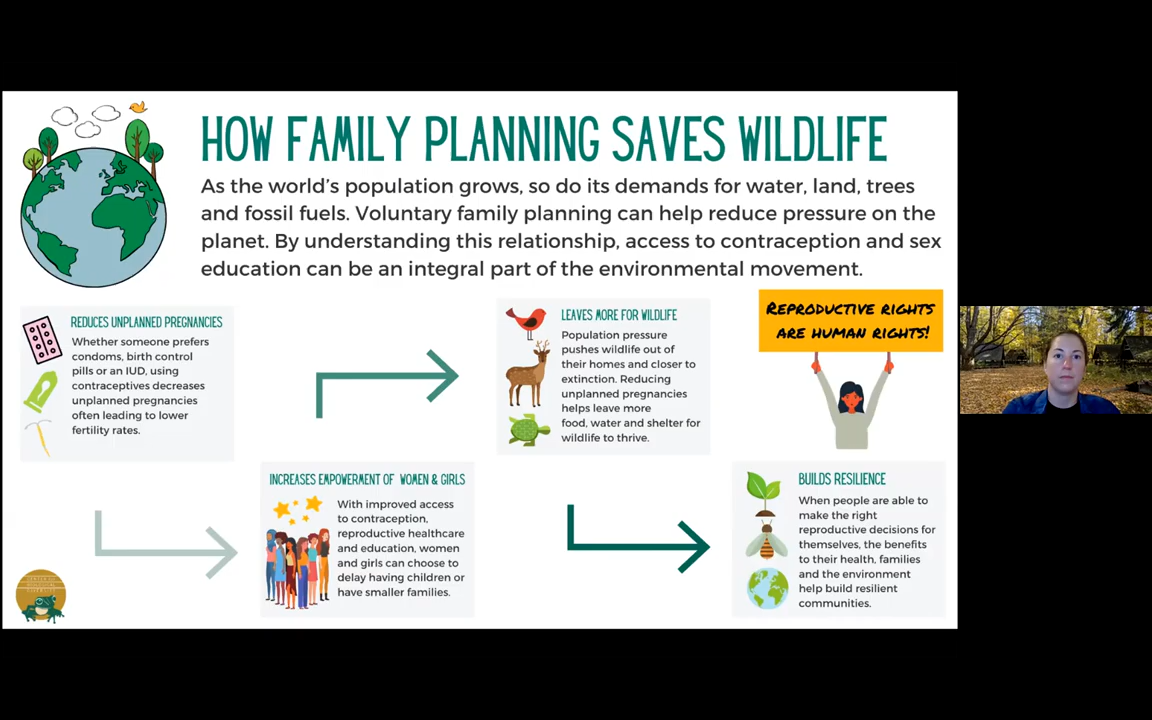 HOW FAMILY PLANNING SAVES WILDLIFE
As the world's population grows, so do its demands for water, land, trees
and fossil fuels. Voluntary family planning can help reduce pressure on the
planet. By understanding this relationship, access to contraception and sex
education can be an integral part of the environmental movement.
REDUCES UNPLANNED PREGNANCIES
Whether someone prefers
condoms, birth control
pills or an IUD, using
contraceptives decreases
unplanned pregnancies
often leading to lower
fertility rates.
INCREASES EMPOWERMENT OF WOMEN & GIRLS
With improved access
to contraception,
reproductive healthcare
and education, women
and girls can choose to
delay having children or
have smaller families.
LEAVES MORE FOR WILDLIFE
Population pressure
pushes wildlife out of
their homes and closer to
extinction. Reducing
unplanned pregnancies
helps leave more
food, water and shelter for
wildlife to thrive.
REPRODUCTIVE RIGHTS
ARE HUMAN RIGHTS!
BUILDS RESILIENCE
When people are able to
make the right
reproductive decisions for
themselves, the benefits
to their health, families
and the environment
help build resilient
communities.
CENTER for
BIOLOGICAL
DIVERSITY